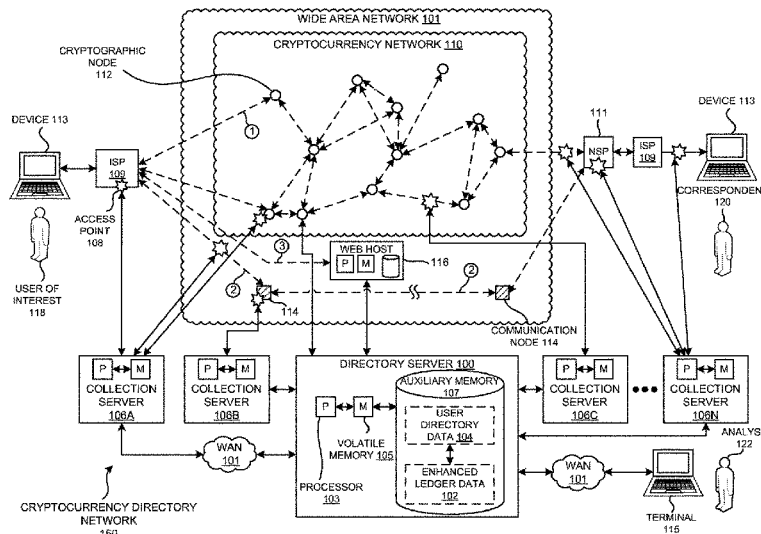 WIDE AREA NETWORK 101
CRYPTOCURRENCY NETWORK 110
CRYPTOGRAPHIC
NODE
112
1
DEVICE 113
ISP
109
ACCESS
POINT 108
USER OF
INTEREST
118
111
NSP
ISP
109
DEVICE 113
CORRESPONDEN
120
3
WEB HOST
P
M
116
2
2
114
COMMUNICATION
NODE 114
P
M
COLLECTION
SERVER
106A
P
M
COLLECTION
SERVER
106B
DIRECTORY SERVER 100
AUXILIARY MEMORY
107
P
M
USER
DIRECTORY
DATA 104
VOLATILE
MEMORY 105
PROCESSOR
103
ENHANCED
LEDGER DATA
102
P
M
COLLECTION
SERVER
106C
P
M
COLLECTION
SERVER
106N
WAN
101
WAN
101
ANALYS
122
TERMINAL
115
CRYPTOCURRENCY DIRECTORY
NETWORK